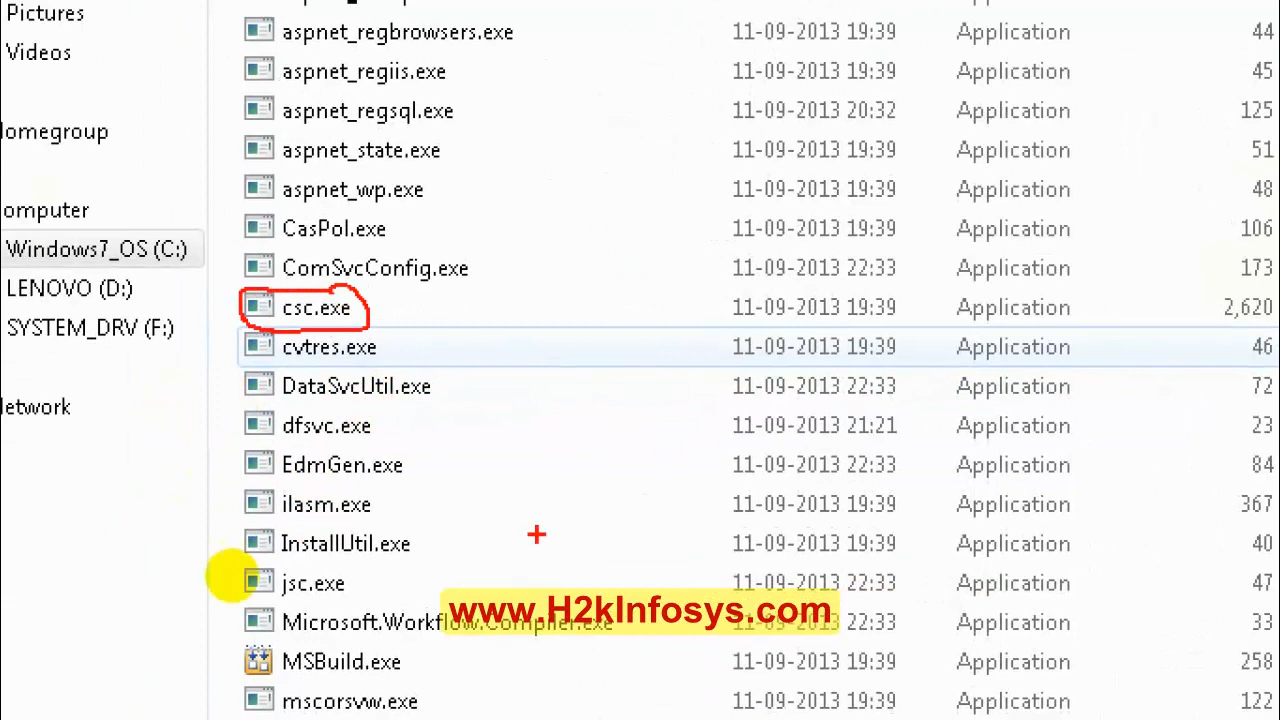 Pictures
aspnet_regbrowsers.exe 11-09-2013 19:39 Application 44
Videos
aspnet_regiis.exe 11-09-2013 19:39 Application 45
aspnet_regsql.exe 11-09-2013 20:32 Application 125
omegroup
aspnet_state.exe 11-09-2013 19:39 Application 51
aspnet_wp.exe 11-09-2013 19:39 Application 48
omputer
CasPol.exe 11-09-2013 19:39 Application 106
Windows7_OS (C:)
ComSvcConfig.exe 11-09-2013 22:33 Application 173
LENOVO (D:)
csc.exe 11-09-2013 19:39 Application 2,620
SYSTEM_DRV (F:)
cvtres.exe 11-09-2013 19:39 Application 46
DataSvcUtil.exe 11-09-2013 22:33 Application 72
etwork
dfsvc.exe 11-09-2013 21:21 Application 23
EdmGen.exe 11-09-2013 22:33 Application 84
ilasm.exe 11-09-2013 19:39 Application 367
InstallUtil.exe 11-09-2013 19:39 Application 40
jsc.exe 11-09-2013 22:33 Application 47
www.H2kInfosys.com
Microsoft.Workflow.Compiler.exe 22:33 Application 33
MSBuild.exe 11-09-2013 19:39 Application 258
mscorsvw.exe 11-09-2013 19:39 Application 122